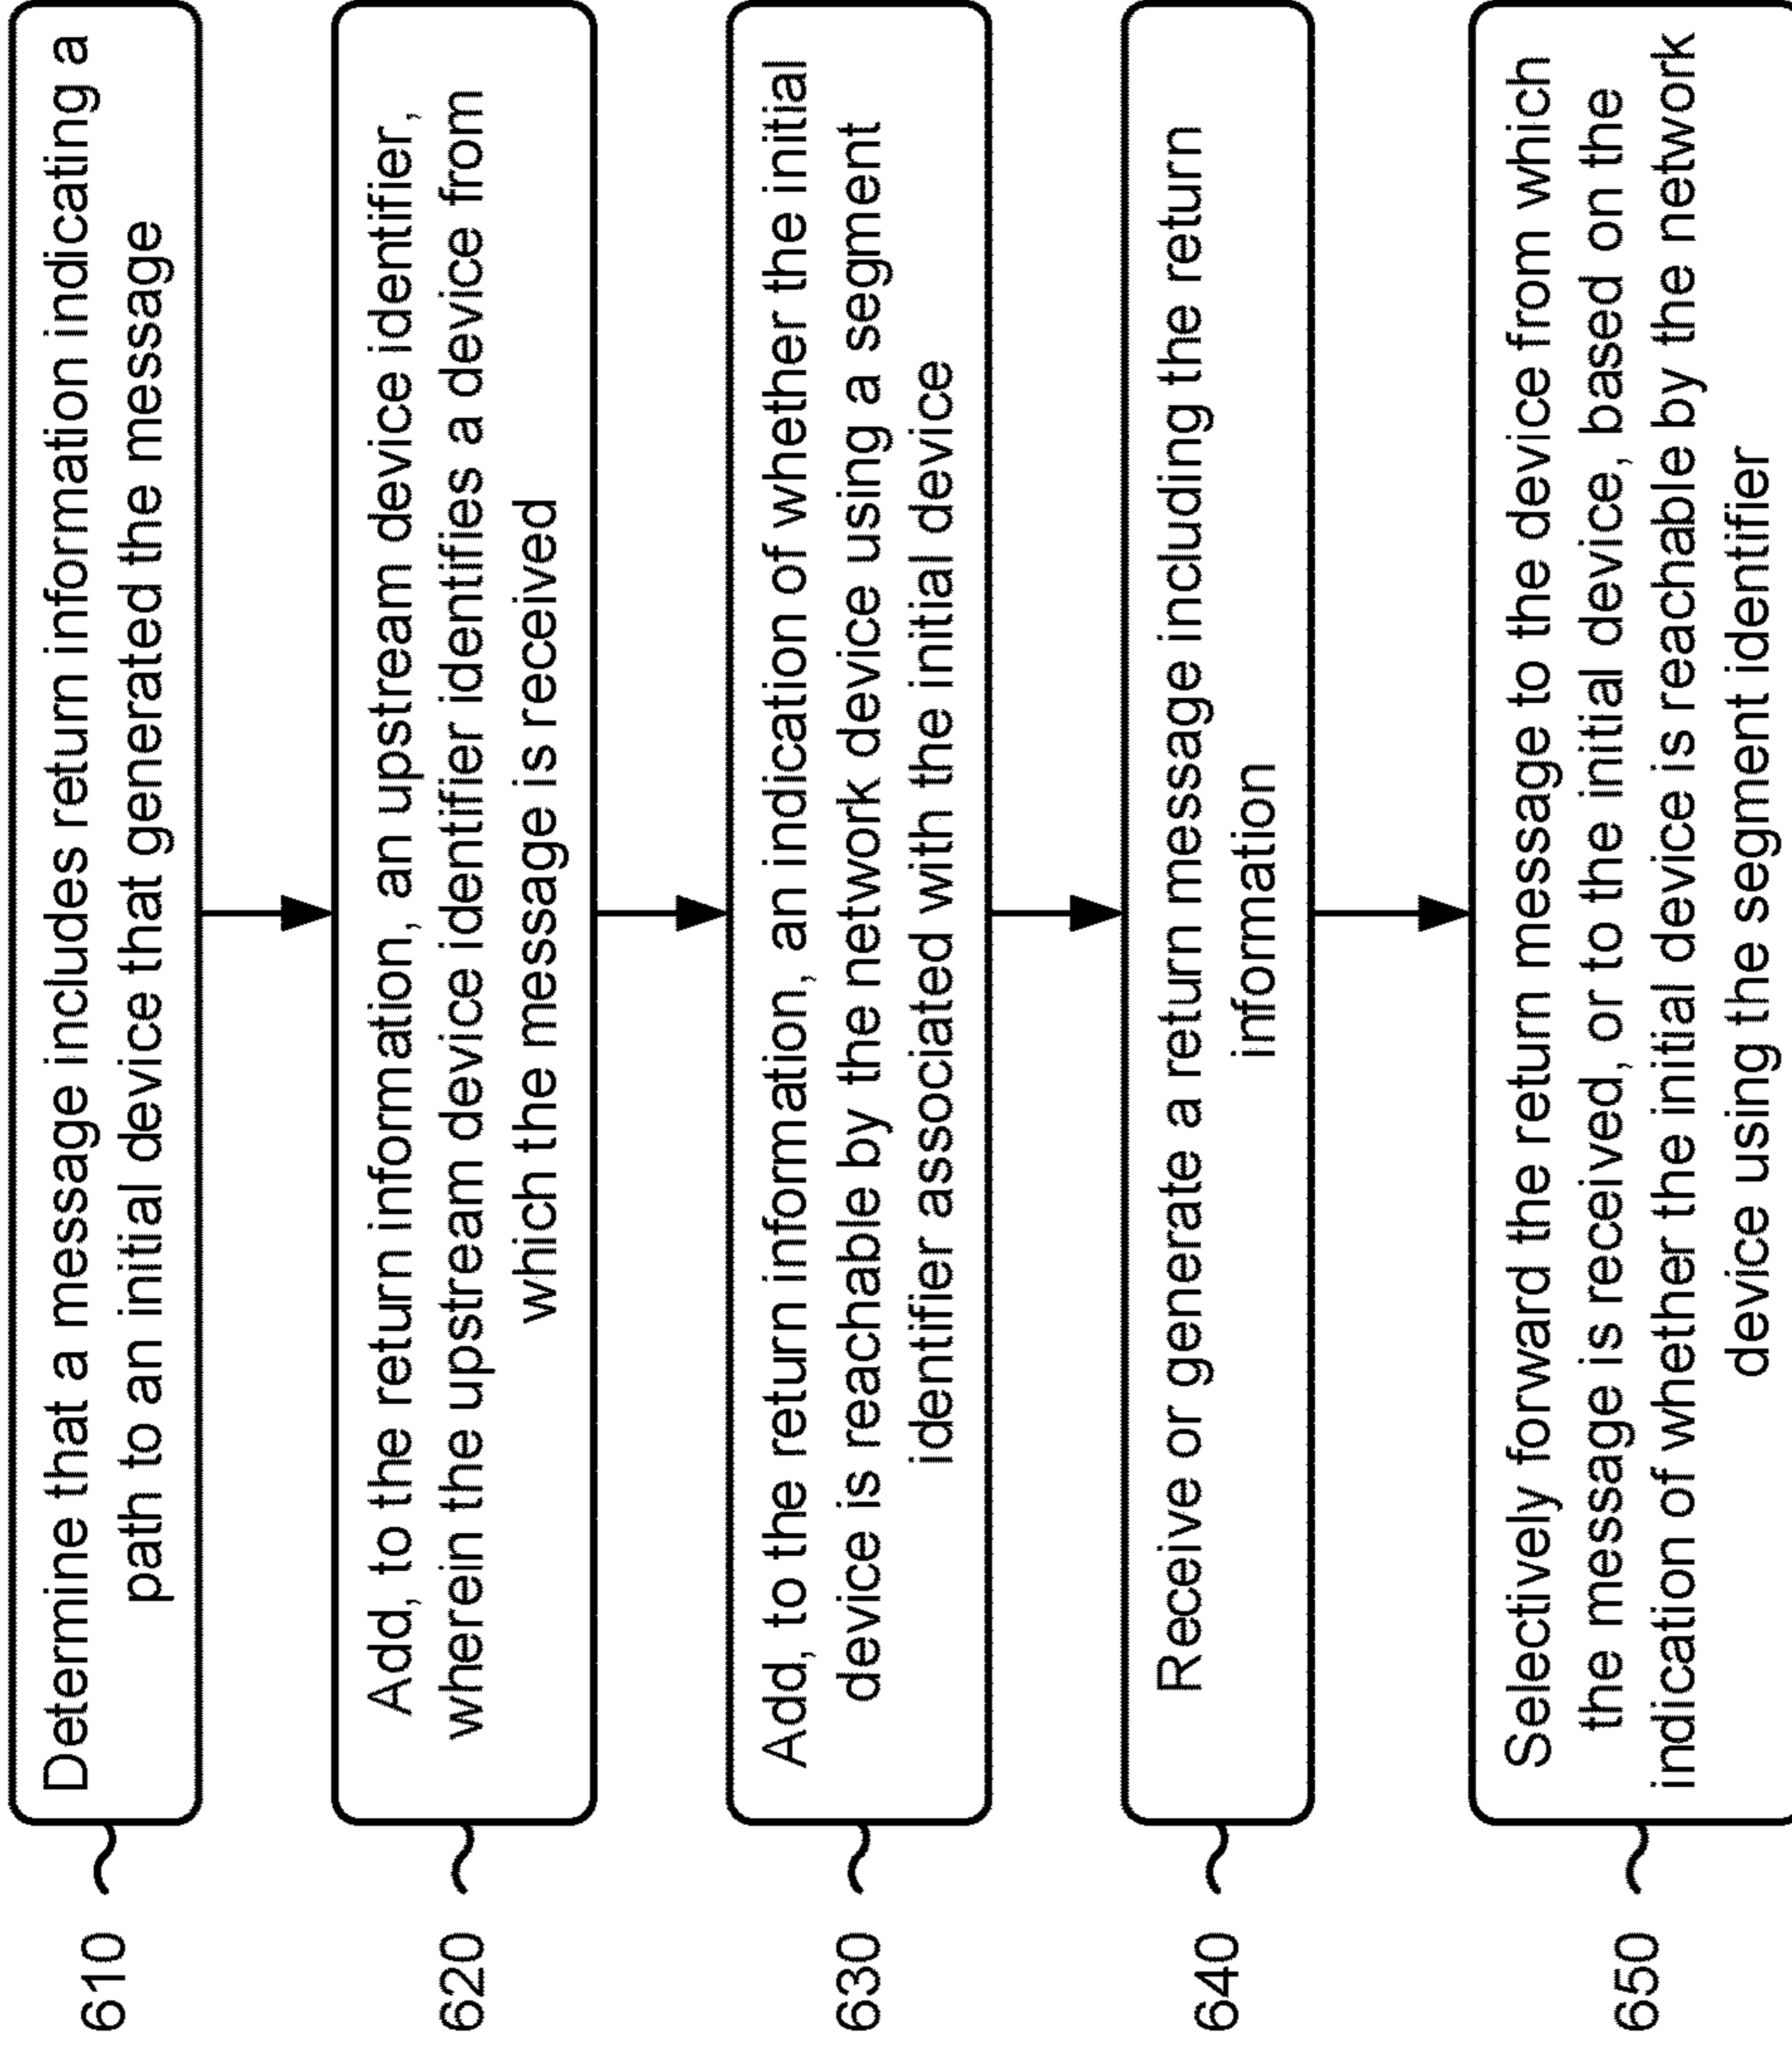 610
Determine that a message includes return information indicating a
path to an initial device that generated the message
620
Add, to the return information, an upstream device identifier,
wherein the upstream device identifier identifies a device from
which the message is received
630
Add, to the return information, an indication of whether the initial
device is reachable by the network device using a segment
identifier associated with the initial device
640
Receive or generate a return message including the return
information
650
Selectively forward the return message to the device from which
the message is received, or to the initial device, based on the
indication of whether the initial device is reachable by the network
device using the segment identifier